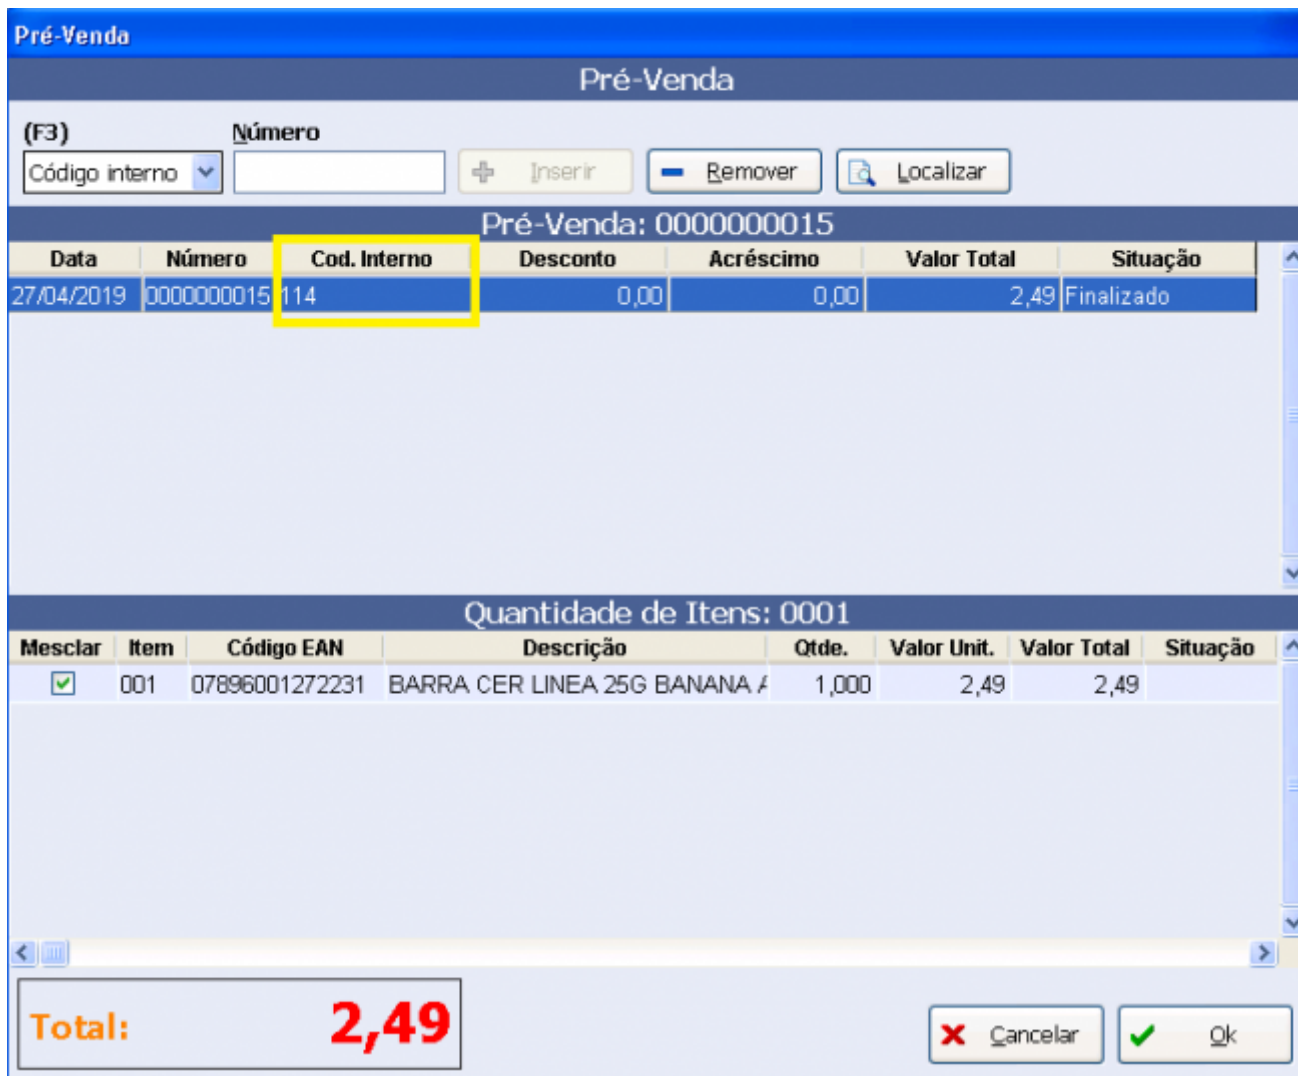 Pré-Venda
Pré-Venda
(F3) Número
Código interno Inserir Remover Localizar
Pré-Venda: 0000000015
Data Número Cod. Interno Desconto Acréscimo Valor Total Situação
27/04/2019 0000000015 114 0,00 0,00 2,49 Finalizado
Quantidade de Itens: 0001
Mesclar Item Código EAN Descrição Qtde. Valor Unit. Valor Total Situação
001 07896001272231 BARRA CER LINEA 25G BANANA 1,000 2,49 2,49
Total: 2,49 Cancelar Ok